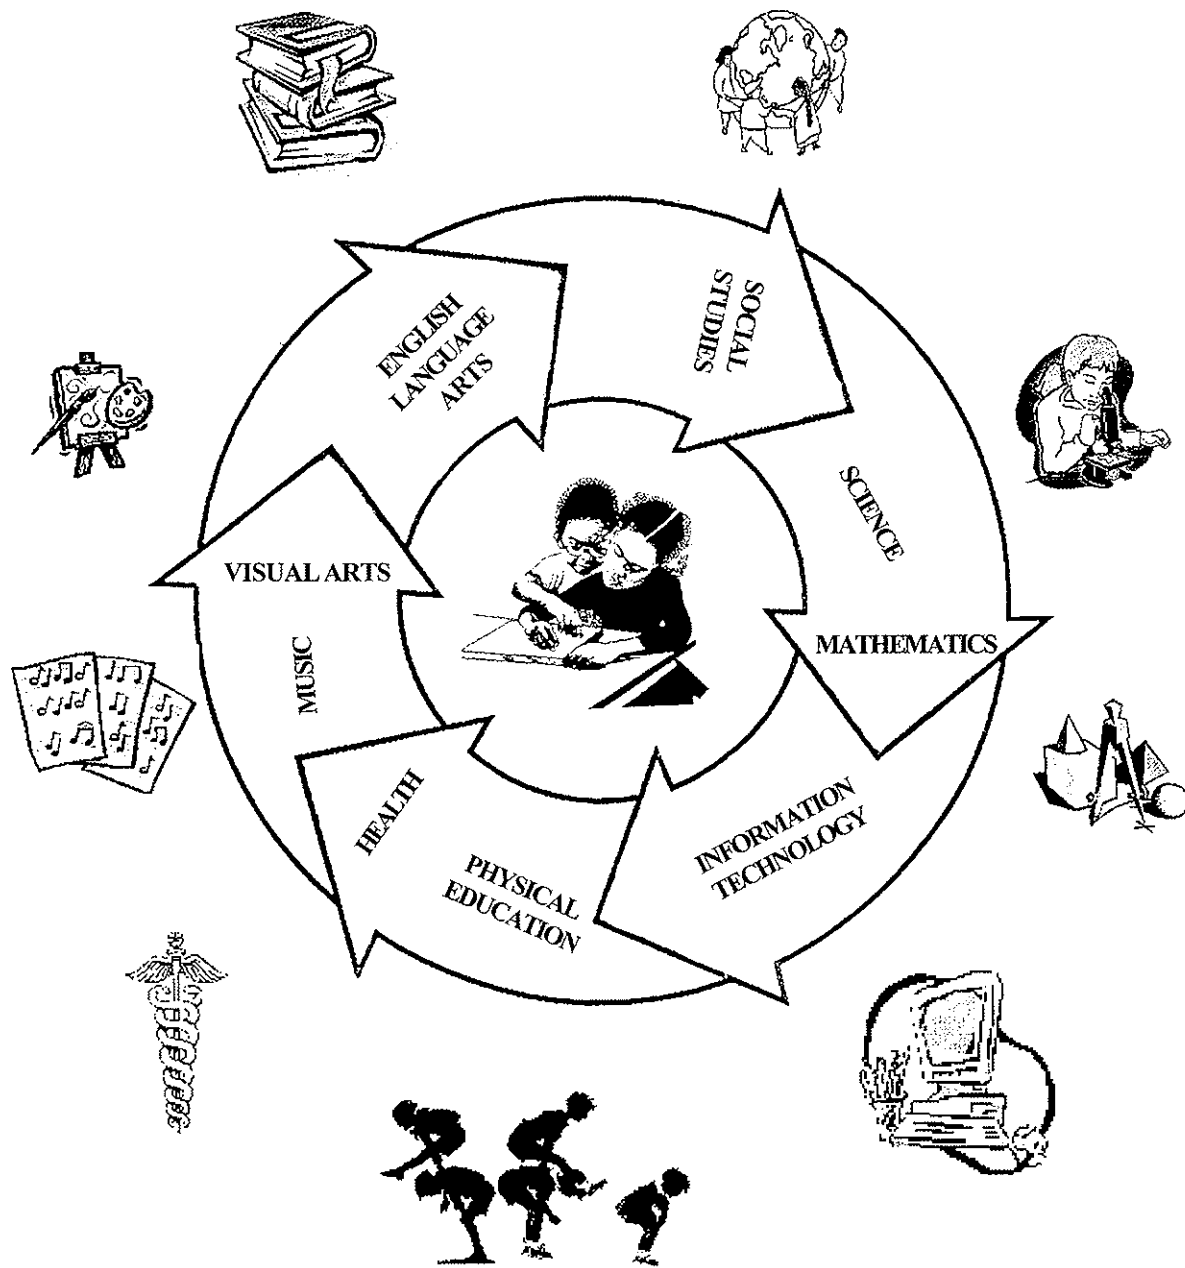 ENGLISH
LANGUAGE
ARTS
SOCIAL
STUDIES
SCIENCE
MATHEMATICS
INFORMATION
TECHNOLOGY
PHYSICAL
EDUCATION
HEALTH
MUSIC
VISUAL ARTS